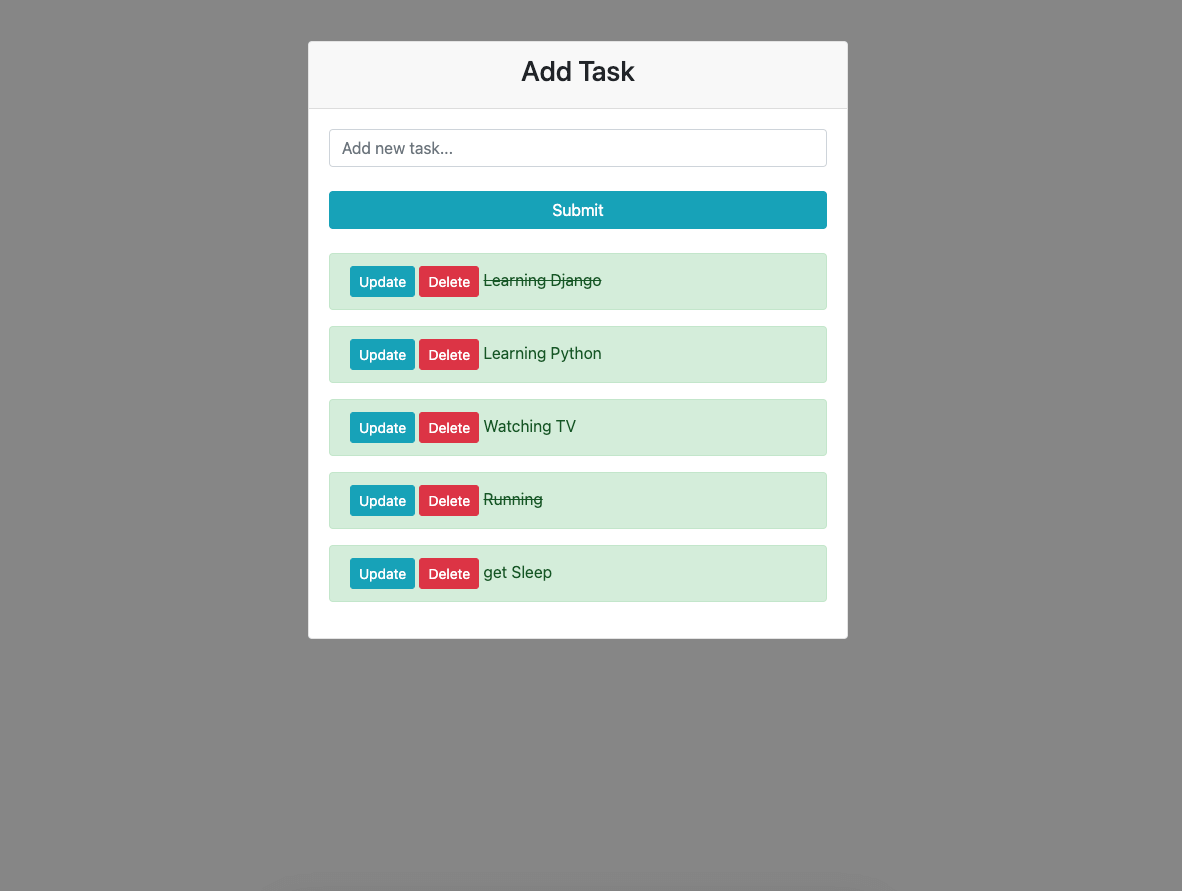 Add Task
Add new task...
Submit
Update Delete Learning Django
Update Delete Learning Python
Update Delete Watching TV
Update Delete Running
Update Delete get Sleep